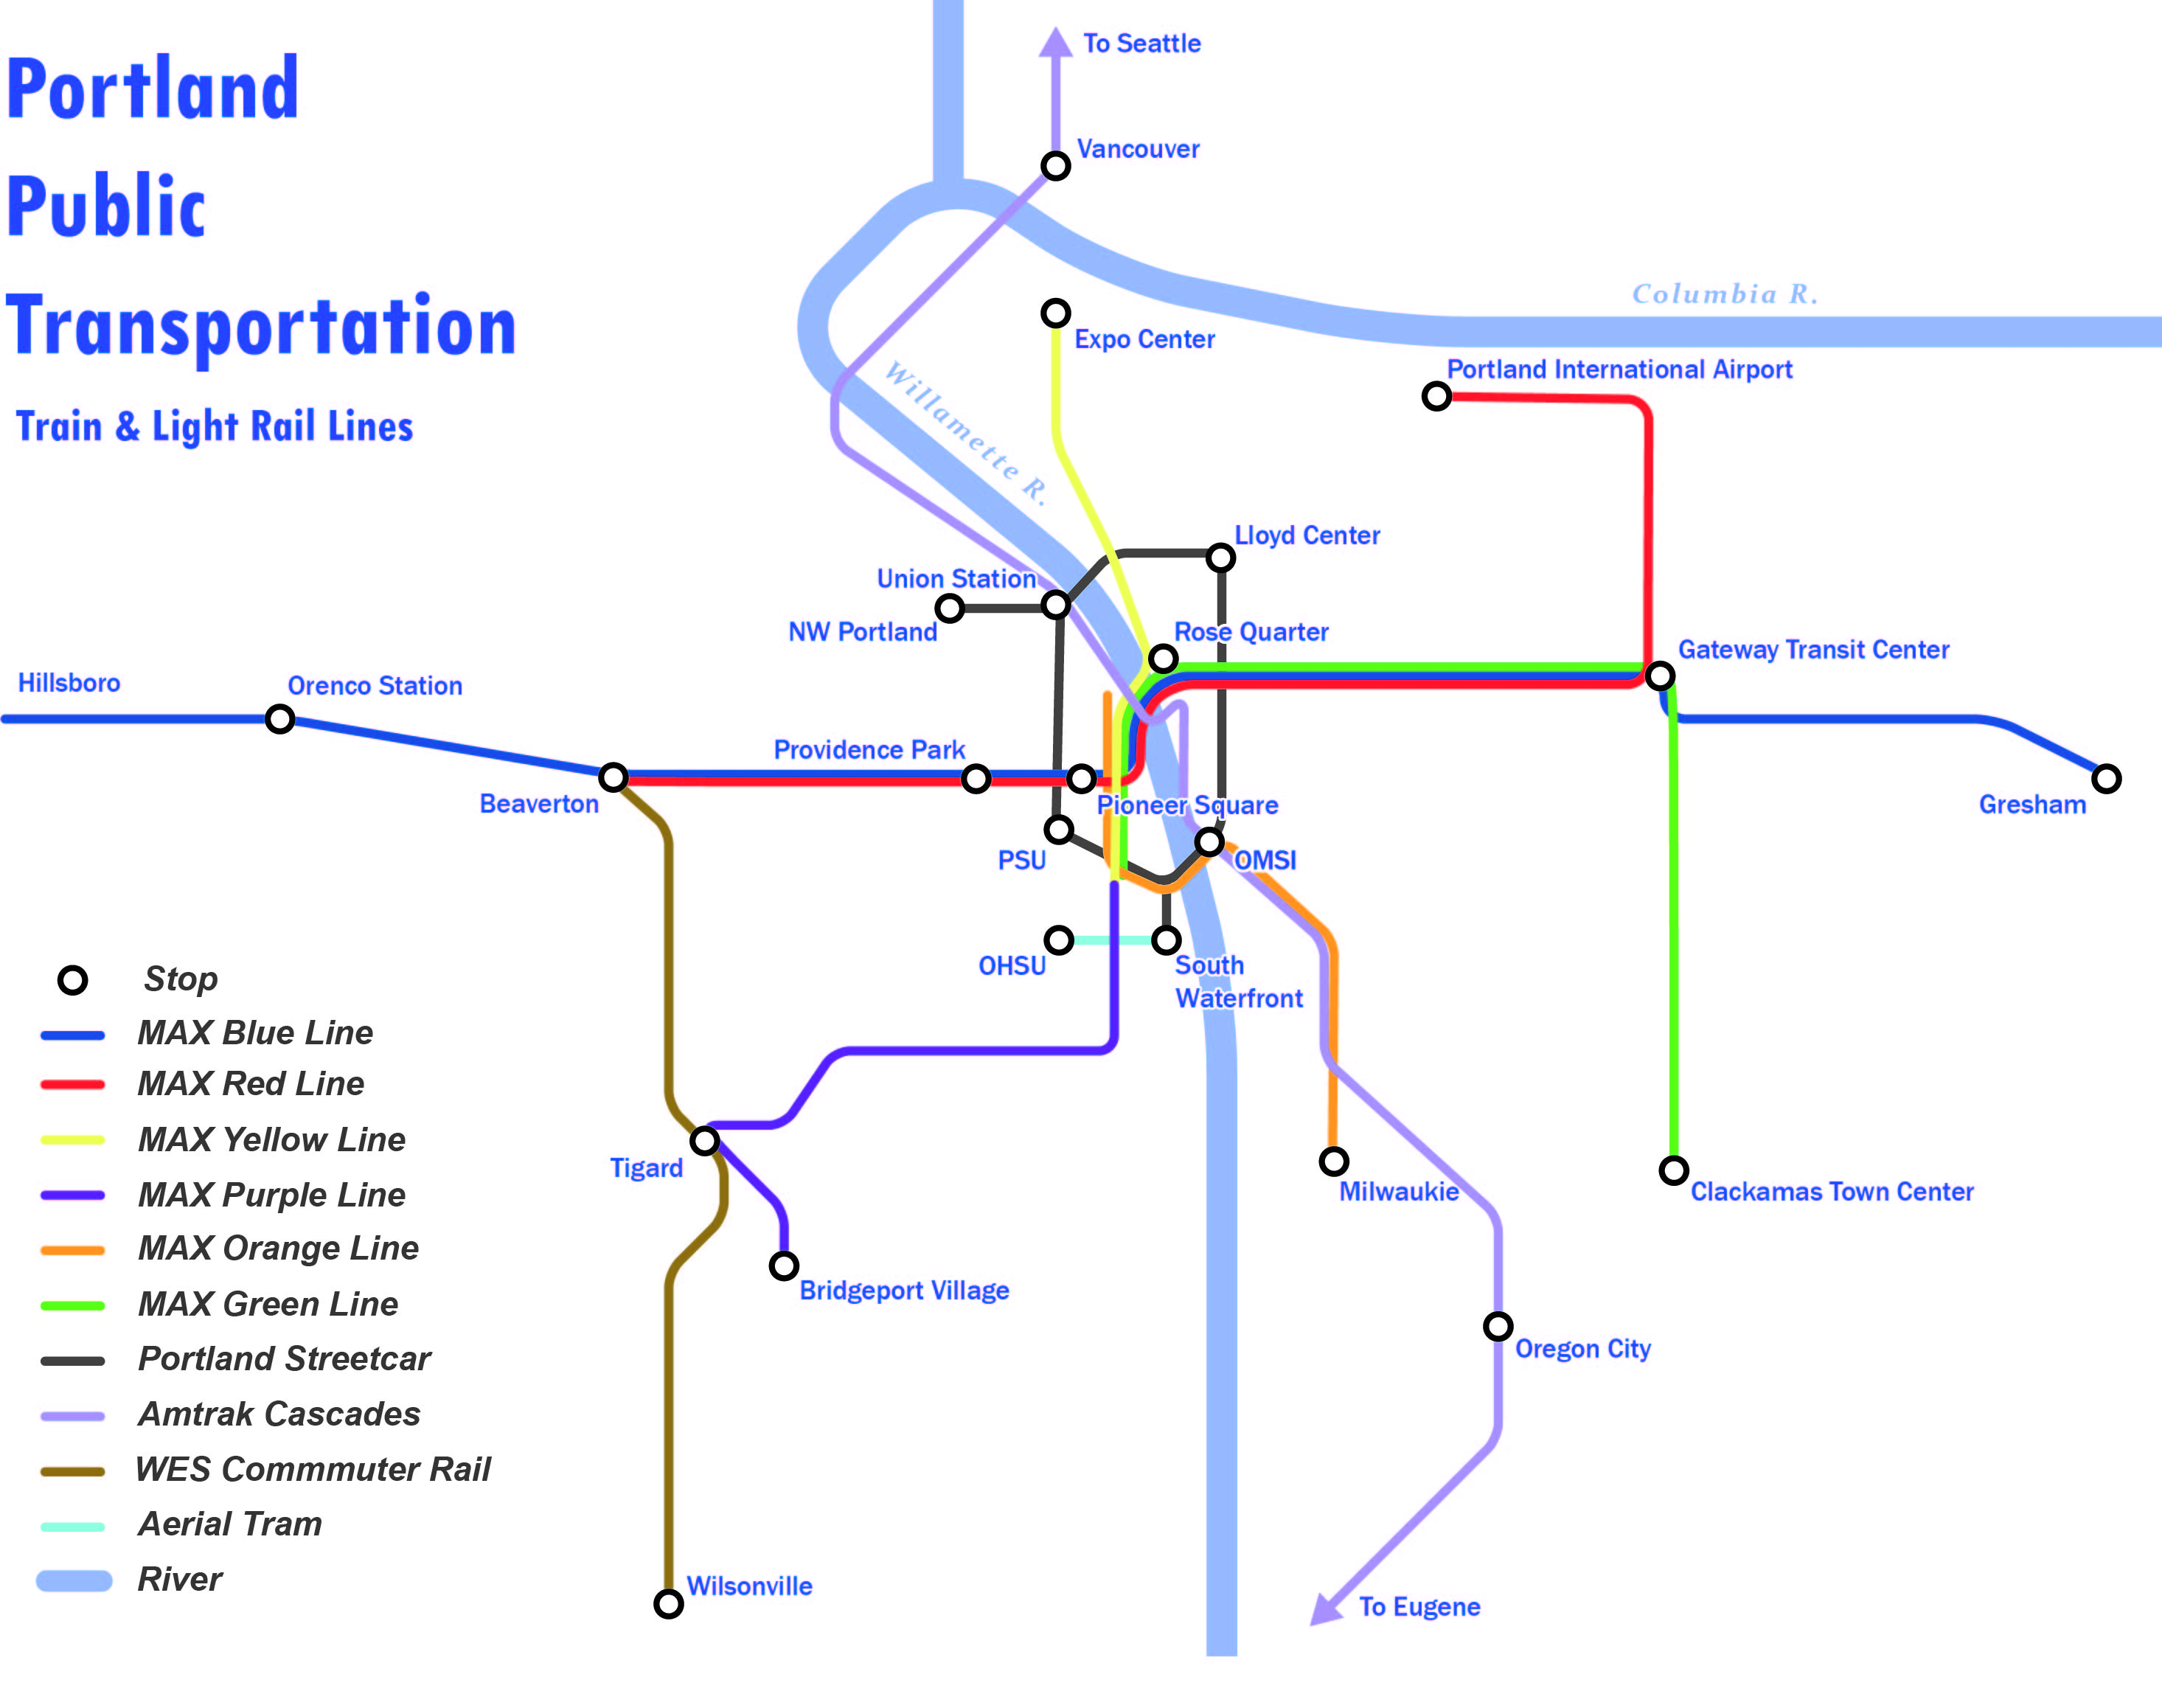 Portland
Public
Transportation
Train & Light Rail Lines
To Seattle
Vancouver
Columbia R.
Expo Center
Portland International Airport
Willamette R.
Lloyd Center
Union Station
NW Portland
Rose Quarter
Gateway Transit Center
Hillsboro
Orenco Station
Providence Park
Beaverton
Pioneer Square
Gresham
PSU
OMSI
OHSU
South
Waterfront
Tigard
Milwaukie
Clackamas Town Center
Bridgeport Village
Oregon City
Wilsonville
To Eugene
Stop
MAX Blue Line
MAX Red Line
MAX Yellow Line
MAX Purple Line
MAX Orange Line
MAX Green Line
Portland Streetcar
Amtrak Cascades
WES Commmuter Rail
Aerial Tram
River